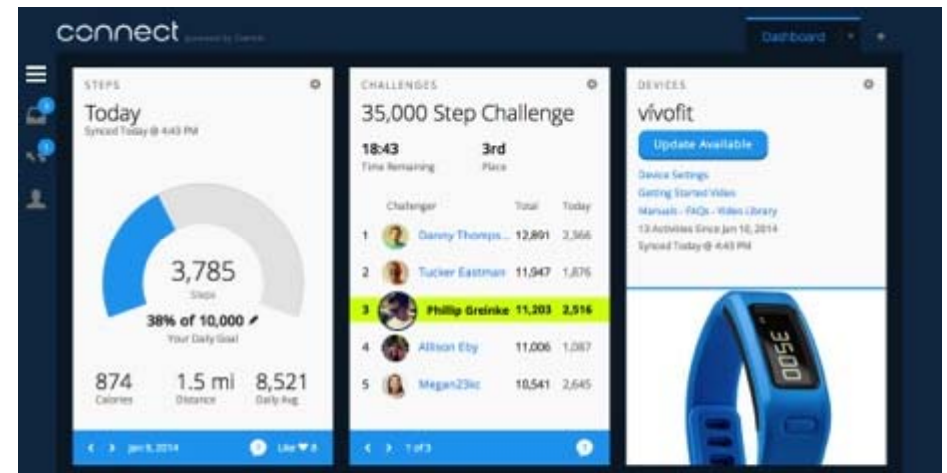 connect
Dashboard
STEPS
Today
Synced Today @ 4:43 PM
3,785
Steps
38% of 10,000
Your Daily Goal
874 1.5 mi 8,521
Calories Distance Daily Avg
2014
Like 8
CHALLENGES
35,000 Step Challenge
18:43 3rd
Time Remaining Place
Challenger Total Today
1 Danny Thomps... 12,891 2,366
2 Tucker Eastman 11,947 1,876
3 Phillip Greinke 11,203 2,516
4 Allison Eby 11,006 1,087
5 Megan23kc 10,541 2,645
1 of 3
DEVICES
vívofit
Update Available
Device Settings
Getting Started Video
Manuals - FAQs - Video Library
13 Activities Since Jun 10, 2014
Synced Today @ 4:43 PM
3500